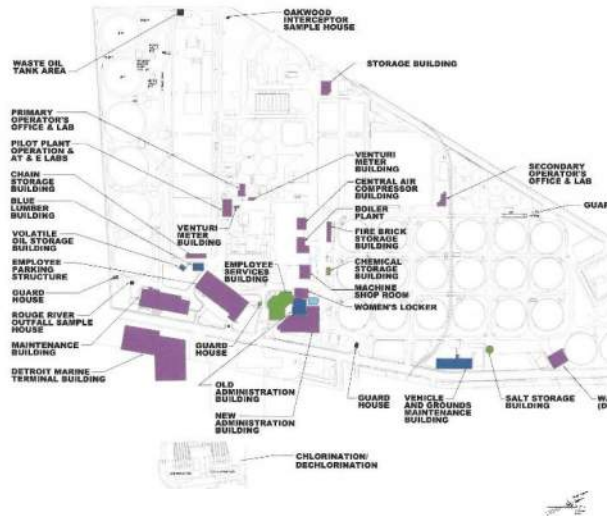 OAKWOOD
INTERCEPTOR
SAMPLE HOUSE
WASTE OIL
TANK AREA
STORAGE BUILDING
PRIMARY
OPERATOR'S
OFFICE & LAB
PILOT PLANT
OPERATION &
AT & E LABS
CHAIN
STORAGE
BUILDING
BLUE
LUMBER
BUILDING
VOLATILE
OIL STORAGE
BUILDING
EMPLOYEE
PARKING
STRUCTURE
GUARD
HOUSE
ROUGE RIVER
OUTFALL SAMPLE
HOUSE
MAINTENANCE
BUILDING
DETROIT MARINE
TERMINAL BUILDING
VENTURI
METER
BUILDING
EMPLOYEE
SERVICES
BUILDING
GUARD
HOUSE
OLD
ADMINISTRATION
BUILDING
NEW
ADMINISTRATION
BUILDING
VENTURI
METER
BUILDING
CENTRAL AIR
COMPRESSOR
BUILDING
BOILER
PLANT
FIRE BRICK
STORAGE
BUILDING
CHEMICAL
STORAGE
BUILDING
MACHINE
SHOP ROOM
WOMEN'S LOCKER
SECONDARY
OPERATOR'S
OFFICE & LAB
GUAR
GUARD
HOUSE
VEHICLE
AND GROUNDS
MAINTENANCE
BUILDING
SALT STORAGE
BUILDING
WA
(D
CHLORINATION/
DECHLORINATION